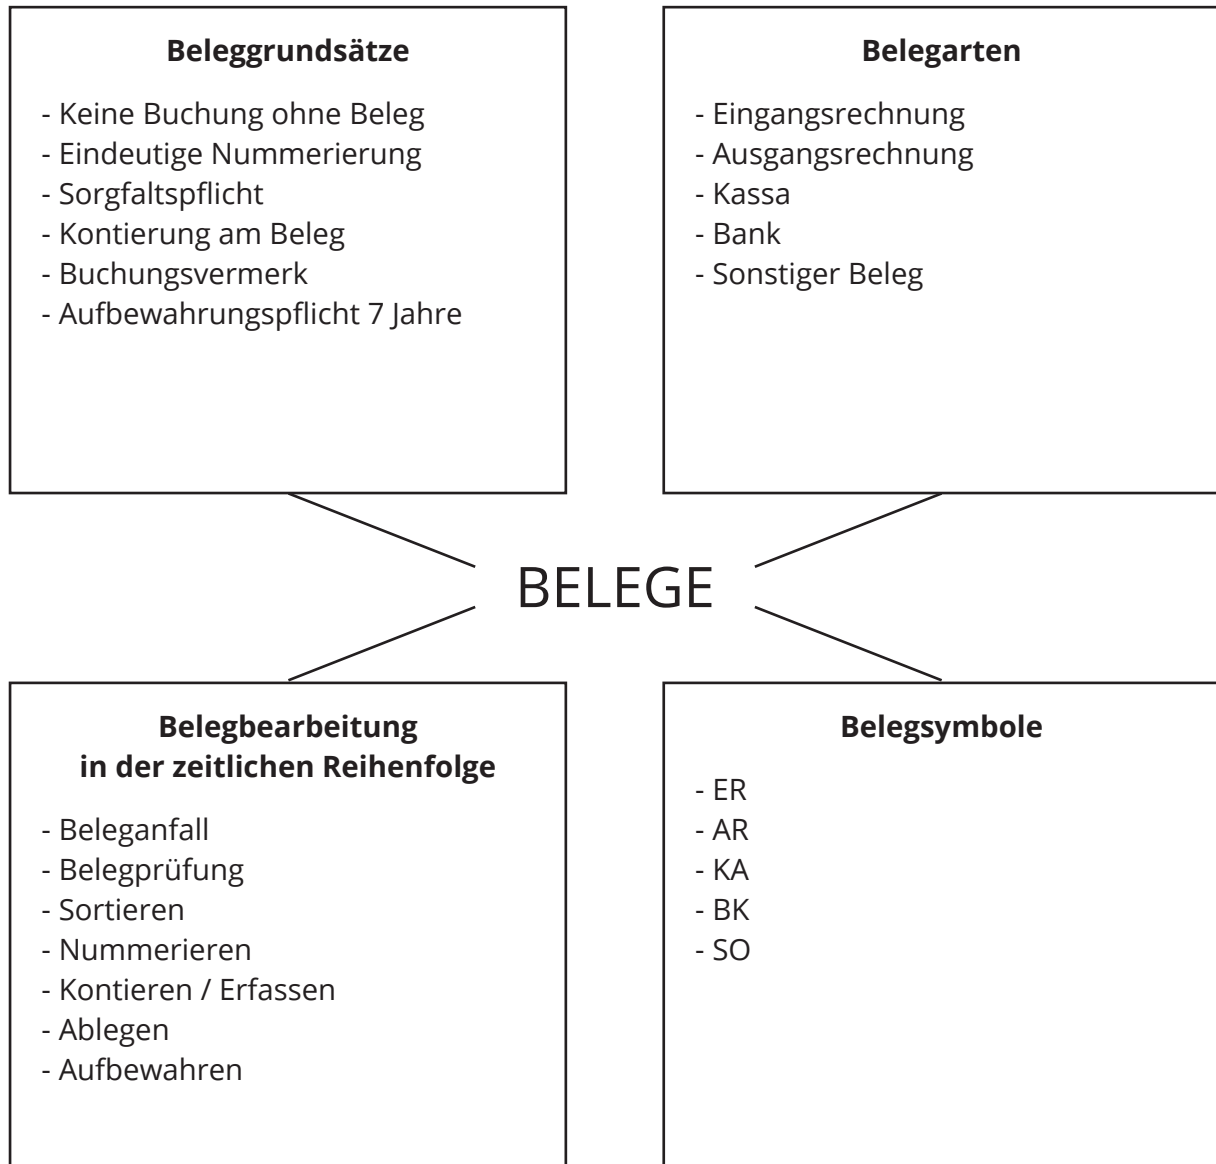 Beleggrundsätze
- Keine Buchung ohne Beleg
- Eindeutige Nummerierung
- Sorgfaltspflicht
- Kontierung am Beleg
- Buchungsvermerk
- Aufbewahrungspflicht 7 Jahre
Belegarten
- Eingangsrechnung
- Ausgangsrechnung
- Kassa
- Bank
- Sonstiger Beleg
BELEGE
Belegbearbeitung
in der zeitlichen Reihenfolge
- Beleganfall
- Belegprüfung
- Sortieren
- Nummerieren
- Kontieren / Erfassen
- Ablegen
- Aufbewahren
Belegsymbole
- ER
- AR
- KA
- BK
- SO